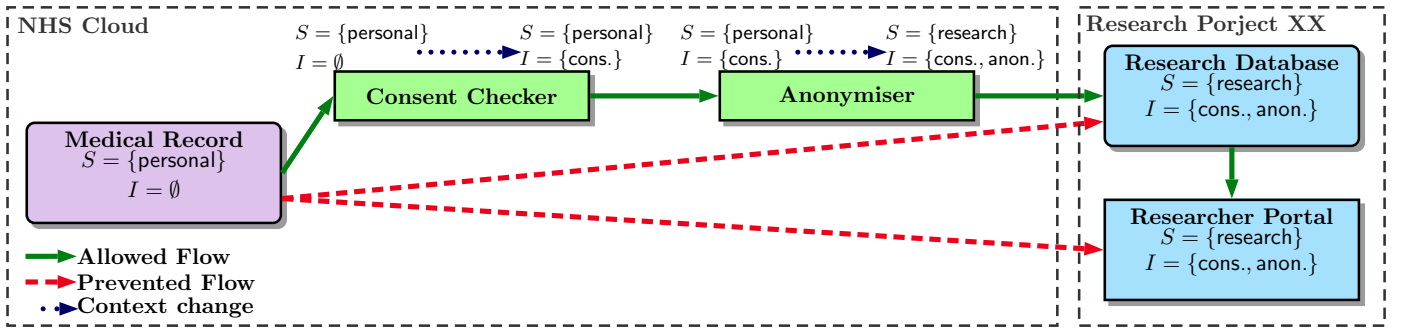 NHS Cloud
S = {personal}
I = ∅
S = {personal}
I = {cons.}
S = {personal}
I = {cons.}
S = {research}
I = {cons., anon.}
Consent Checker
Anonymiser
Medical Record
S = {personal}
I = ∅
Allowed Flow
Prevented Flow
Context change
Research Porject XX
Research Database
S = {research}
I = {cons., anon.}
Researcher Portal
S = {research}
I = {cons., anon.}